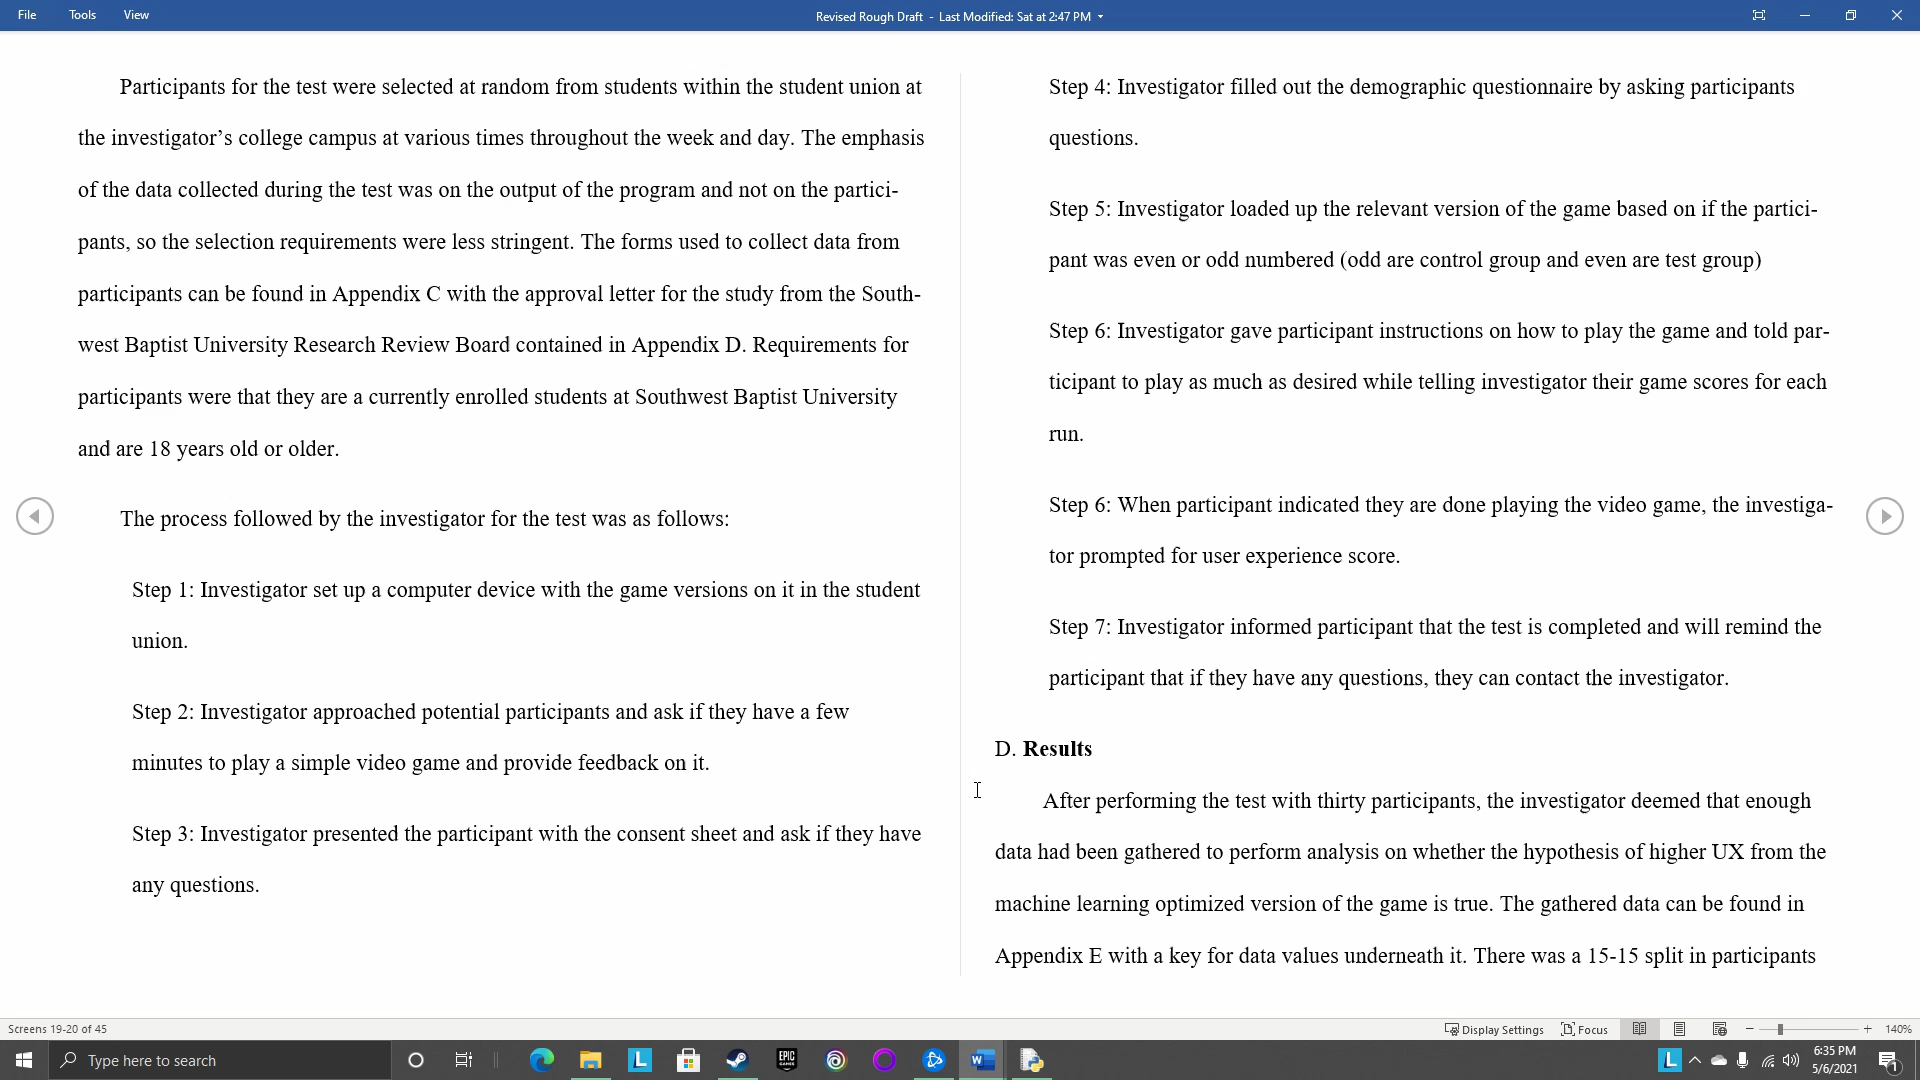 File Tools View
Revised Rough Draft - Last Modified: Sat at 2:47 PM
Participants for the test were selected at random from students within the student union at
the investigator’s college campus at various times throughout the week and day. The emphasis
of the data collected during the test was on the output of the program and not on the partici-
pants, so the selection requirements were less stringent. The forms used to collect data from
participants can be found in Appendix C with the approval letter for the study from the South-
west Baptist University Research Review Board contained in Appendix D. Requirements for
participants were that they are a currently enrolled students at Southwest Baptist University
and are 18 years old or older.
The process followed by the investigator for the test was as follows:
Step 1: Investigator set up a computer device with the game versions on it in the student
union.
Step 2: Investigator approached potential participants and ask if they have a few
minutes to play a simple video game and provide feedback on it.
Step 3: Investigator presented the participant with the consent sheet and ask if they have
any questions.
Step 4: Investigator filled out the demographic questionnaire by asking participants
questions.
Step 5: Investigator loaded up the relevant version of the game based on if the partici-
pant was even or odd numbered (odd are control group and even are test group)
Step 6: Investigator gave participant instructions on how to play the game and told par-
ticipant to play as much as desired while telling investigator their game scores for each
run.
Step 6: When participant indicated they are done playing the video game, the investiga-
tor prompted for user experience score.
Step 7: Investigator informed participant that the test is completed and will remind the
participant that if they have any questions, they can contact the investigator.
D. Results
After performing the test with thirty participants, the investigator deemed that enough
data had been gathered to perform analysis on whether the hypothesis of higher UX from the
machine learning optimized version of the game is true. The gathered data can be found in
Appendix E with a key for data values underneath it. There was a 15-15 split in participants
Screens 19-20 of 45
Display Settings Focus 140%
Type here to search
L
EPIC GAMES
W
L
6:35 PM
5/6/2021
1